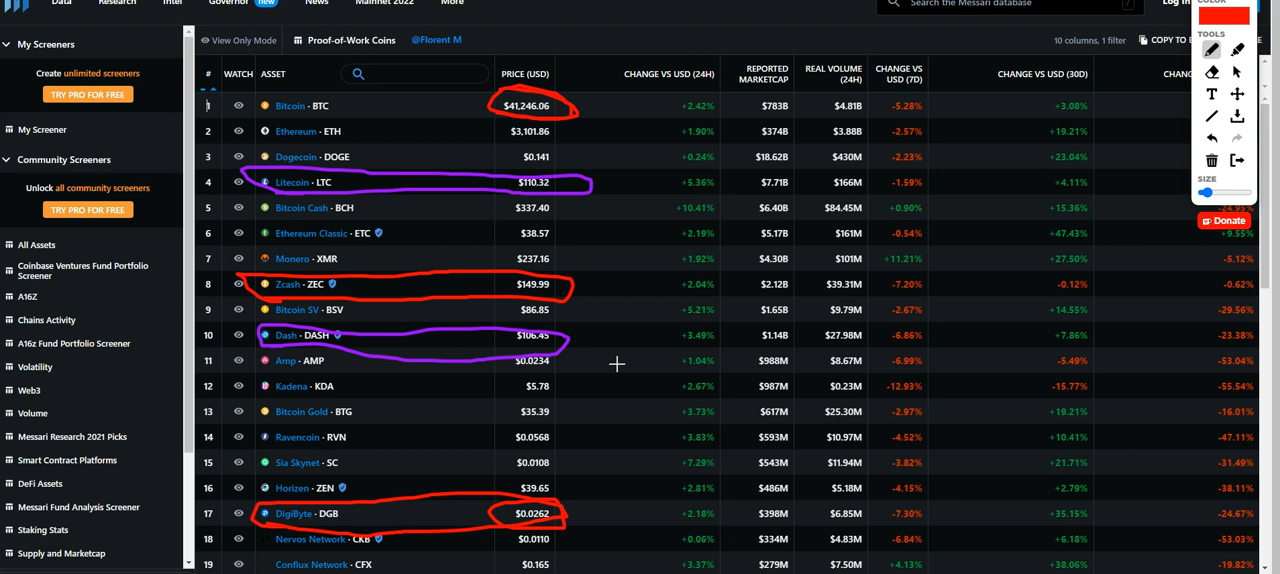 Data Research Intel Governor new News Mainnet 2022 More Search the Messari database / Log In
My Screeners
Create unlimited screeners
TRY PRO FOR FREE
My Screener
Community Screeners
Unlock all community screeners
TRY PRO FOR FREE
All Assets
Coinbase Ventures Fund Portfolio
Screener
A16Z
Chains Activity
A16z Fund Portfolio Screener
Volatility
Web3
Volume
Messari Research 2021 Picks
Smart Contract Platforms
DeFi Assets
Messari Fund Analysis Screener
Staking Stats
Supply and Marketcap
View Only Mode Proof-of-Work Coins @Florent M 10 columns, 1 filter COPY TO
# WATCH ASSET PRICE (USD) CHANGE VS USD (24H) REPORTED MARKETCAP REAL VOLUME (24H) CHANGE VS USD (7D) CHANGE VS USD (30D)
1 Bitcoin · BTC $41,246.06 +2.42% $783B $4.81B -5.28% +3.08%
2 Ethereum · ETH $3,101.86 +1.90% $374B $3.88B -2.57% +19.21%
3 Dogecoin · DOGE $0.141 +0.24% $18.62B $430M -2.23% +23.04%
4 Litecoin · LTC $110.32 +5.36% $7.71B $166M -1.59% +4.11%
5 Bitcoin Cash · BCH $337.40 +10.41% $6.40B $84.45M +0.90% +15.36% -24.95%
6 Ethereum Classic · ETC $38.57 +2.19% $5.17B $161M -0.54% +47.43% +9.55%
7 Monero · XMR $237.16 +1.92% $4.30B $101M +11.21% +27.50% -5.12%
8 Zcash · ZEC $149.99 +2.04% $2.12B $39.31M -7.20% -0.12% -0.62%
9 Bitcoin SV · BSV $86.85 +5.21% $1.65B $9.79M -2.67% +14.55% -29.56%
10 Dash · DASH $106.45 +3.49% $1.14B $27.98M -6.86% +7.86% -23.38%
11 Amp · AMP $0.0234 +1.04% $988M $8.67M -6.99% -5.49% -53.04%
12 Kadena · KDA $5.78 +2.67% $987M $0.23M -12.93% -15.77% -55.54%
13 Bitcoin Gold · BTG $35.39 +3.73% $617M $25.30M -2.97% +19.21% -16.01%
14 Ravencoin · RVN $0.0568 +3.83% $593M $10.97M -4.52% +10.41% -47.11%
15 Sia Skynet · SC $0.0108 +7.29% $543M $11.94M -3.82% +21.71% -31.49%
16 Horizen · ZEN $39.65 +2.81% $486M $5.18M -4.15% +2.79% -38.11%
17 DigiByte · DGB $0.0262 +2.18% $398M $6.85M -7.30% +35.15% -24.67%
18 Nervos Network · CKB $0.0110 +0.06% $334M $4.83M -6.84% +6.18% -53.03%
19 Conflux Network · CFX $0.165 +3.37% $279M $7.50M +4.13% +38.06% -19.82%
COLOR
TOOLS
T
SIZE
Donate